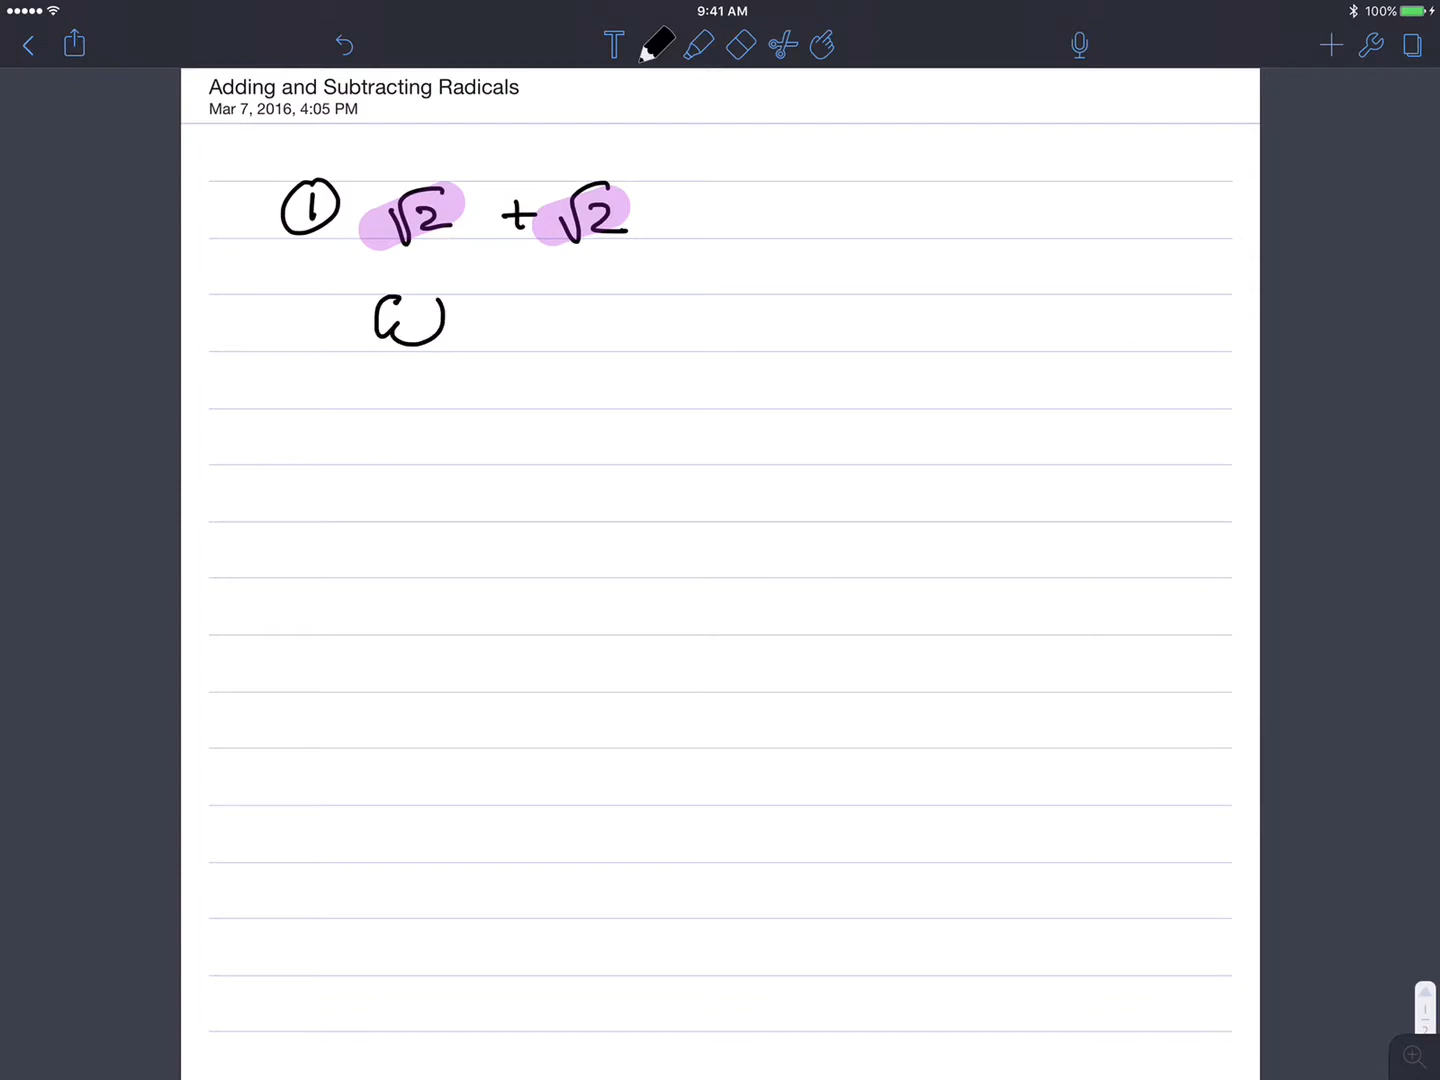 9:41 AM
100%
Adding and Subtracting Radicals
Mar 7, 2016, 4:05 PM
① √2 + √2